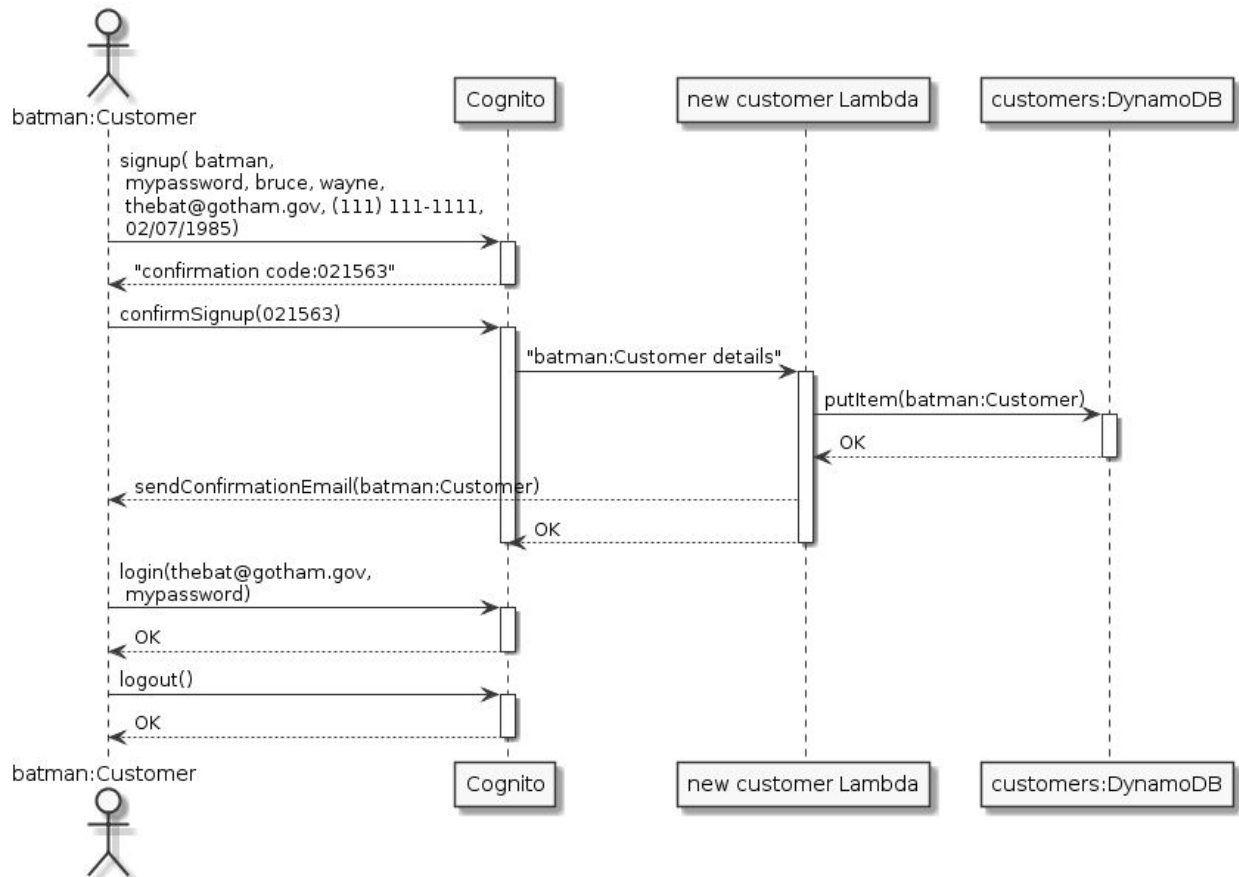 batman:Customer
Cognito
new customer Lambda
customers:DynamoDB
signup( batman,
mypassword, bruce, wayne,
thebat@gotham.gov, (111) 111-1111,
02/07/1985)
"confirmation code:021563"
confirmSignup(021563)
"batman:Customer details"
putItem(batman:Customer)
OK
sendConfirmationEmail(batman:Customer)
OK
login(thebat@gotham.gov,
mypassword)
OK
logout()
OK
batman:Customer
Cognito
new customer Lambda
customers:DynamoDB